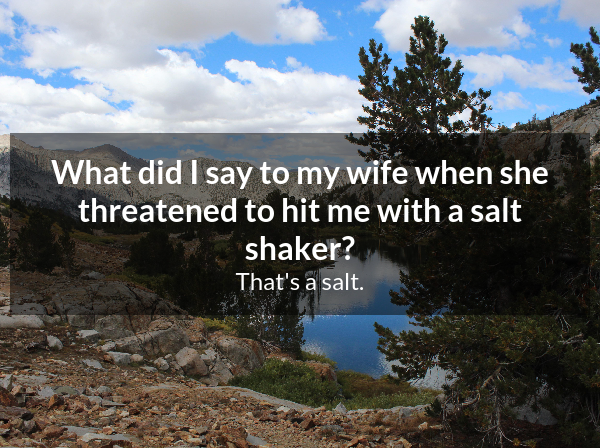 What did I say to my wife when she
threatened to hit me with a salt
shaker?
That's a salt.